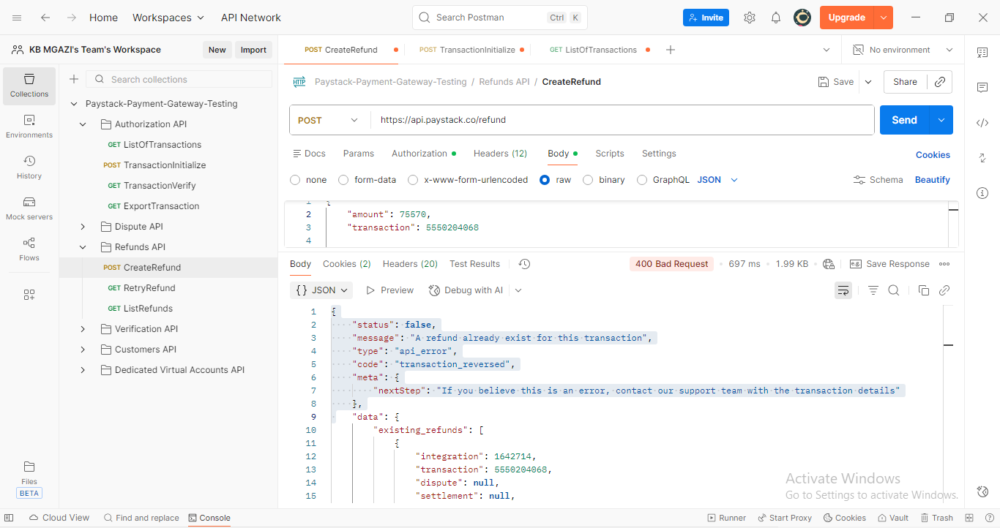 Home Workspaces API Network Search Postman Ctrl K Invite Upgrade
KB MGAZI's Team's Workspace New Import POST CreateRefund POST TransactionInitialize GET ListOfTransactions No environment
Collections
Environments
History
Mock servers
Flows
Files
BETA
Search collections
Paystack-Payment-Gateway-Testing
Authorization API
GET ListOfTransactions
POST TransactionInitialize
GET TransactionVerify
GET ExportTransaction
Dispute API
Refunds API
POST CreateRefund
GET RetryRefund
GET ListRefunds
Verification API
Customers API
Dedicated Virtual Accounts API
HTTP Paystack-Payment-Gateway-Testing / Refunds API / CreateRefund Save Share
POST https://api.paystack.co/refund Send
Docs Params Authorization Headers (12) Body Scripts Settings Cookies
none form-data x-www-form-urlencoded raw binary GraphQL JSON Schema Beautify
1 {
2 "amount": 75570,
3 "transaction": 5550204068
4
Body Cookies (2) Headers (20) Test Results 400 Bad Request 697 ms 1.99 KB e.g. Save Response
{} JSON Preview Debug with AI
1 {
2 "status": false,
3 "message": "A refund already exist for this transaction",
4 "type": "api_error",
5 "code": "transaction_reversed",
6 "meta": {
7 "nextStep": "If you believe this is an error, contact our support team with the transaction details"
8 },
9 "data": {
10 "existing_refunds": [
11 {
12 "integration": 1642714,
13 "transaction": 5550204068,
14 "dispute": null,
15 "settlement": null,
Activate Windows
Go to Settings to activate Windows.
Cloud View Find and replace Console Runner Start Proxy Cookies Vault Trash